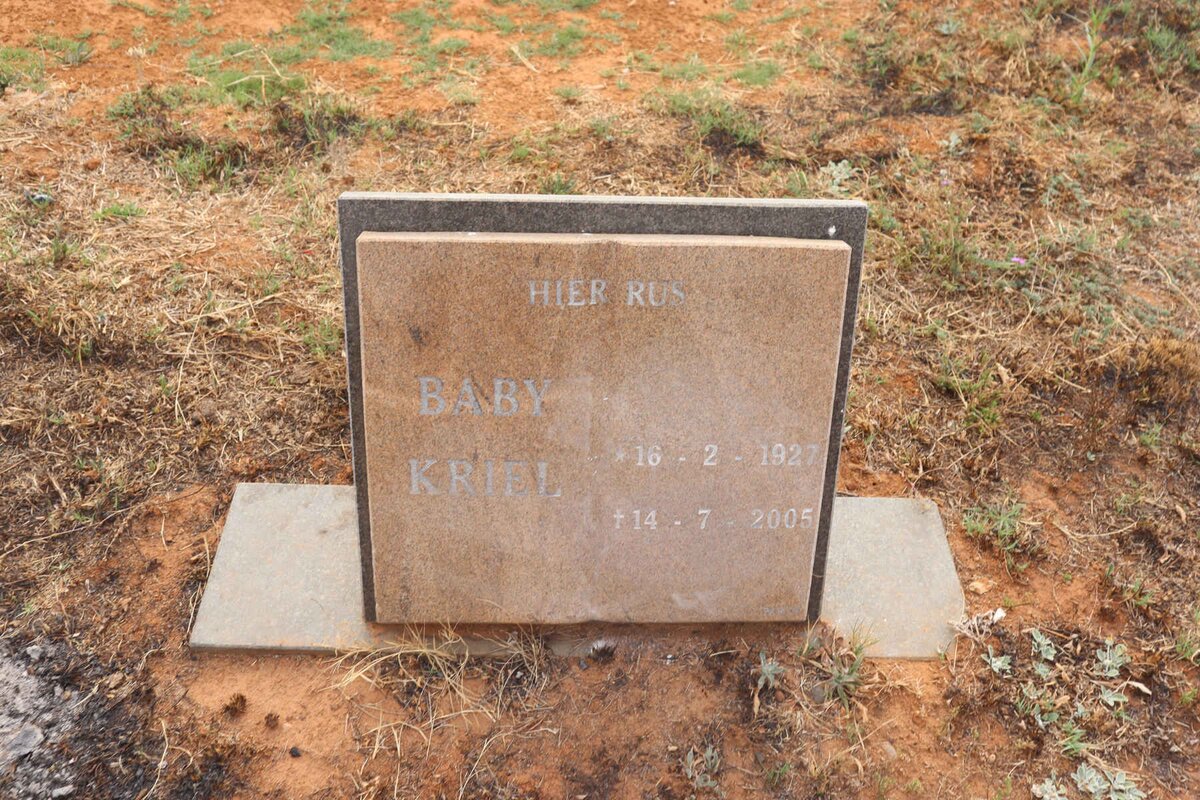 HIER RUS
BABY
KRIEL
*16 - 2 - 1927
†14 - 7 - 2005